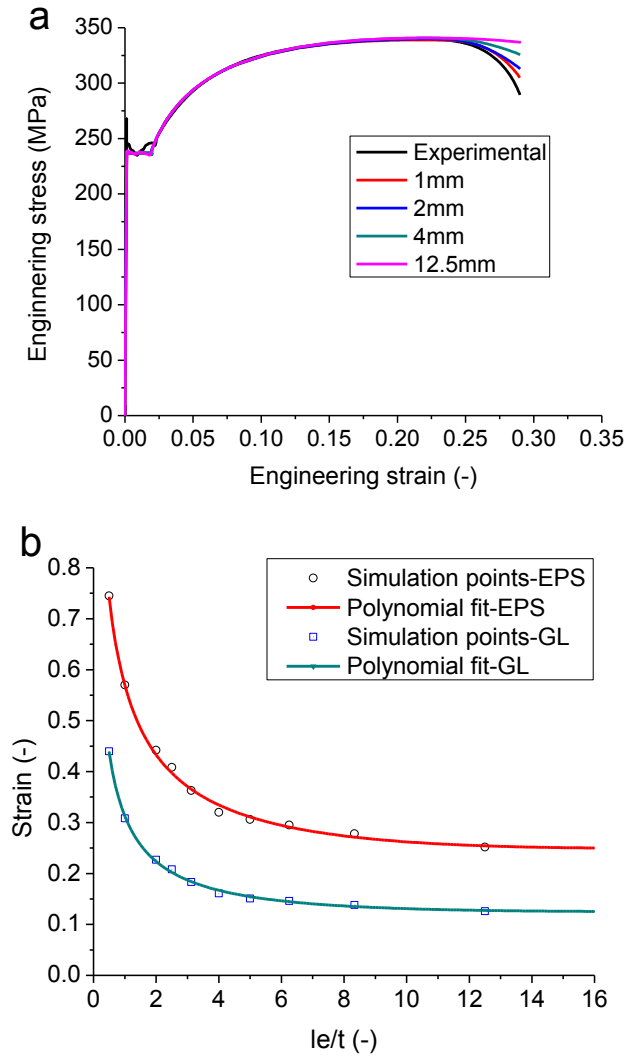 a
350
300
250
200
150
100
50
0
Enginnering stress (MPa)
0.00 0.05 0.10 0.15 0.20 0.25 0.30 0.35
Engineering strain (-)
Experimental
1mm
2mm
4mm
12.5mm
b
0.8
0.7
0.6
0.5
0.4
0.3
0.2
0.1
0.0
Strain (-)
0 2 4 6 8 10 12 14 16
le/t (-)
Simulation points-EPS
Polynomial fit-EPS
Simulation points-GL
Polynomial fit-GL